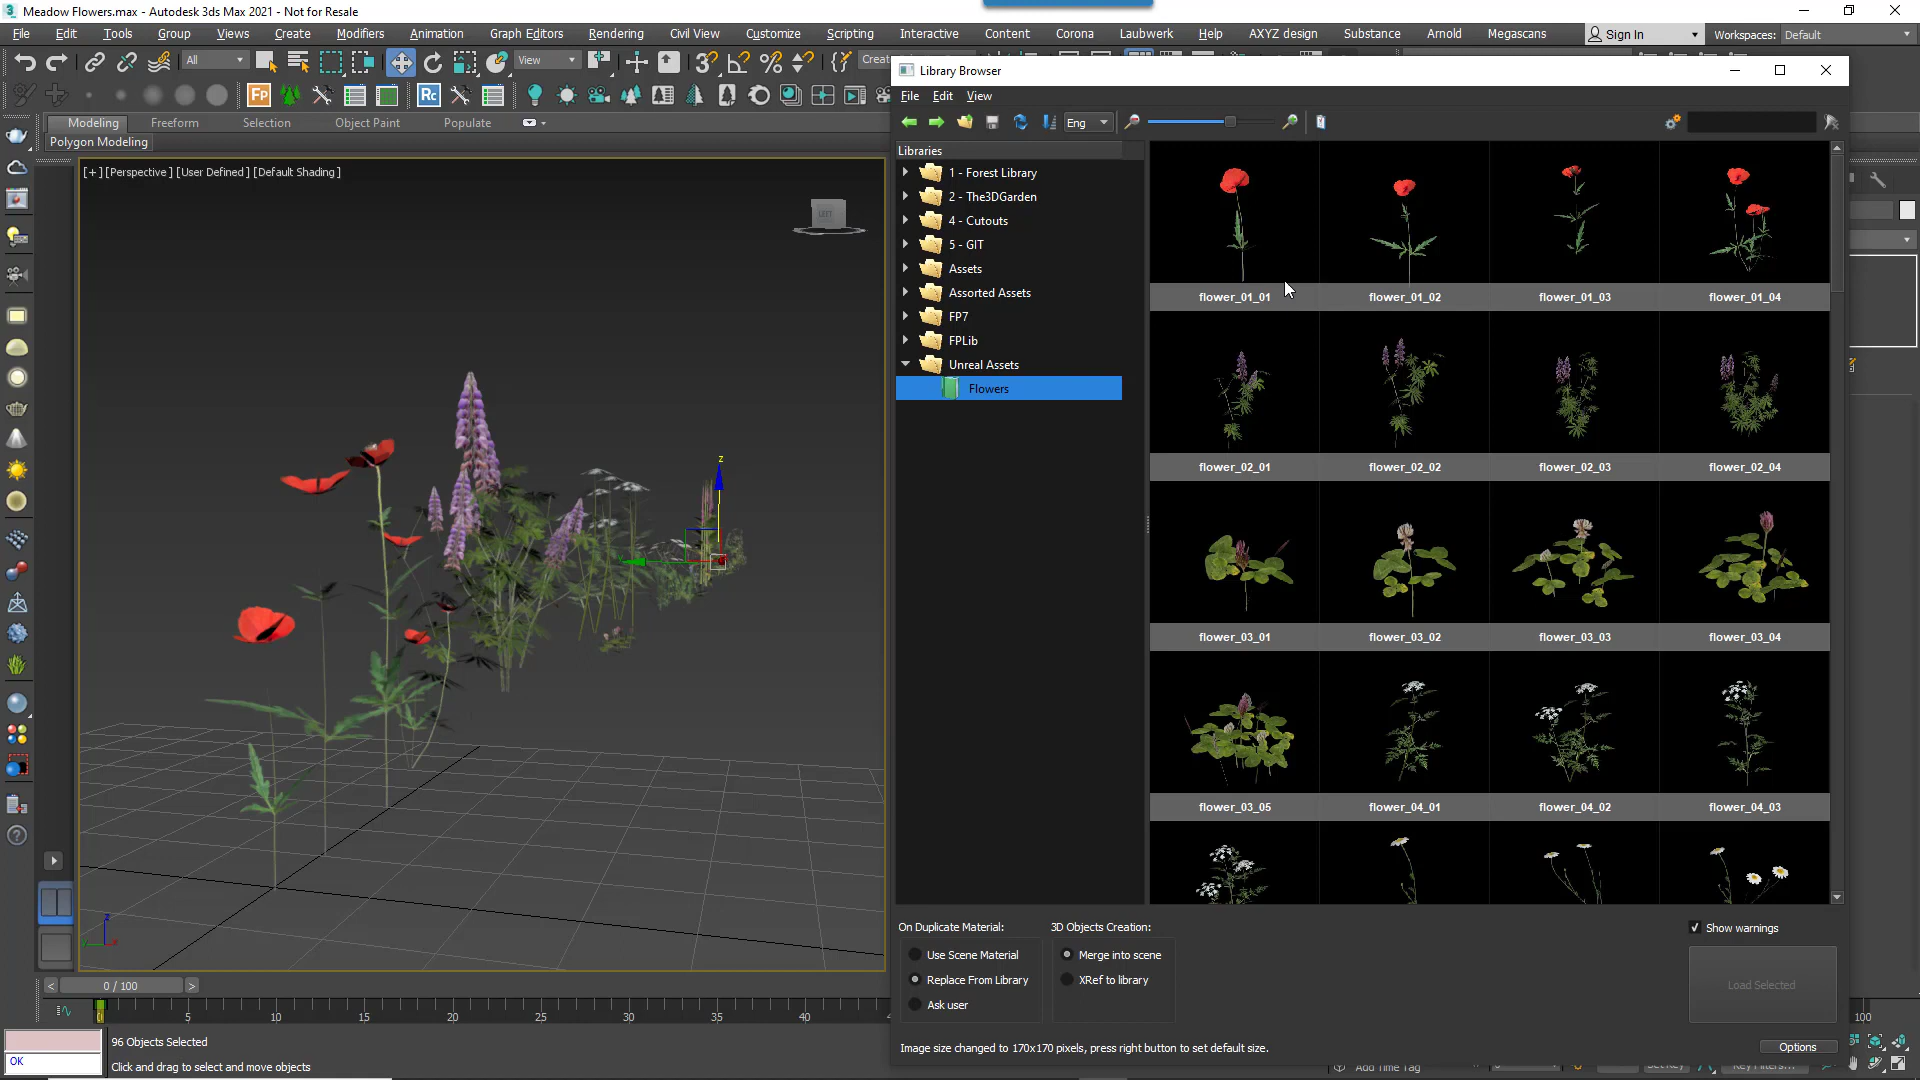 Meadow Flowers.max - Autodesk 3ds Max 2021 - Not for Resale
File Edit Tools Group Views Create Modifiers Animation Graph Editors Rendering Civil View Customize Scripting Interactive Content Corona Laubwerk Help AXYZ design Substance Arnold Megascans Sign In Workspaces: Default
All View Crea
Library Browser
File Edit View
Fp Rc
Modeling Freeform Selection Object Paint Populate
Eng
Polygon Modeling
[+] [Perspective] [User Defined] [Default Shading]
LEFT
Libraries
1 - Forest Library
2 - The3DGarden
4 - Cutouts
5 - GIT
Assets
Assorted Assets
FP7
FPLib
Unreal Assets
Flowers
flower_01_01 flower_01_02 flower_01_03 flower_01_04
flower_02_01 flower_02_02 flower_02_03 flower_02_04
flower_03_01 flower_03_02 flower_03_03 flower_03_04
flower_03_05 flower_04_01 flower_04_02 flower_04_03
z
z
x
On Duplicate Material: 3D Objects Creation: Show warnings
Use Scene Material Merge into scene
Replace From Library XRef to library
Ask user
Load Selected
< 0 / 100 >
0 5 10 15 20 25 30 35 40 100
96 Objects Selected
Image size changed to 170x170 pixels, press right button to set default size.
Options
OK
Click and drag to select and move objects
Add Time Tag